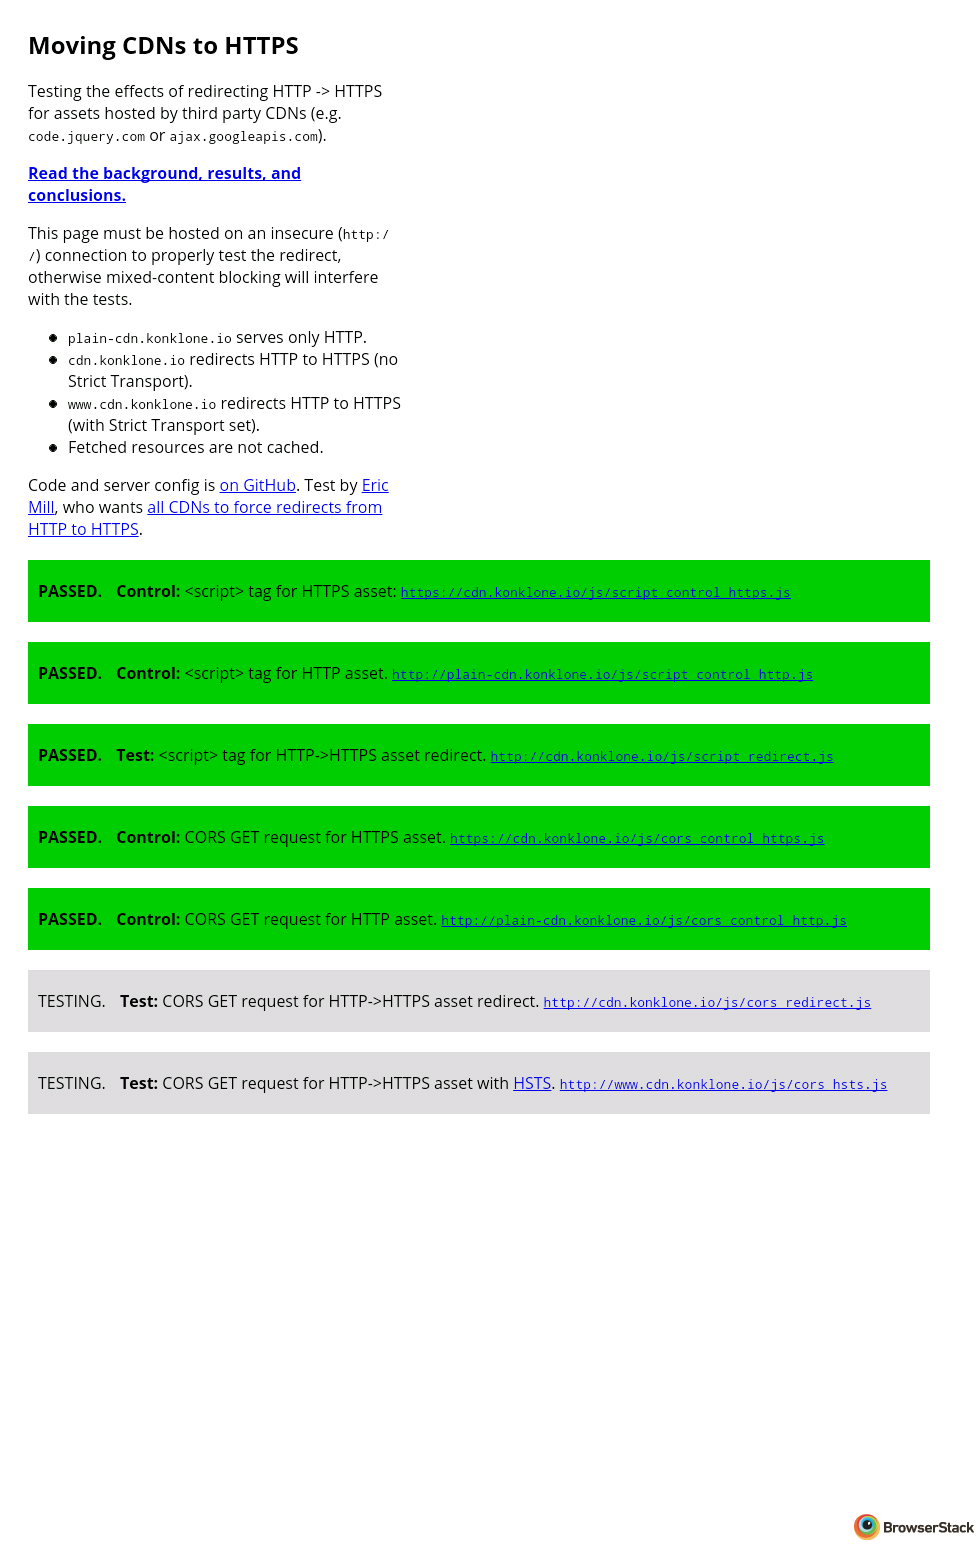 Moving CDNs to HTTPS
Testing the effects of redirecting HTTP -> HTTPS
for assets hosted by third party CDNs (e.g.
code.jquery.com or ajax.googleapis.com).
Read the background, results, and
conclusions.
This page must be hosted on an insecure (http:/
/) connection to properly test the redirect,
otherwise mixed-content blocking will interfere
with the tests.
plain-cdn.konklone.io serves only HTTP.
cdn.konklone.io redirects HTTP to HTTPS (no
Strict Transport).
www.cdn.konklone.io redirects HTTP to HTTPS
(with Strict Transport set).
Fetched resources are not cached.
Code and server config is on GitHub. Test by Eric
Mill, who wants all CDNs to force redirects from
HTTP to HTTPS.
PASSED. Control: <script> tag for HTTPS asset: https://cdn.konklone.io/js/script_control_https.js
PASSED. Control: <script> tag for HTTP asset. http://plain-cdn.konklone.io/js/script_control_http.js
PASSED. Test: <script> tag for HTTP->HTTPS asset redirect. http://cdn.konklone.io/js/script_redirect.js
PASSED. Control: CORS GET request for HTTPS asset. https://cdn.konklone.io/js/cors_control_https.js
PASSED. Control: CORS GET request for HTTP asset. http://plain-cdn.konklone.io/js/cors_control_http.js
TESTING. Test: CORS GET request for HTTP->HTTPS asset redirect. http://cdn.konklone.io/js/cors_redirect.js
TESTING. Test: CORS GET request for HTTP->HTTPS asset with HSTS. http://www.cdn.konklone.io/js/cors_hsts.js
BrowserStack